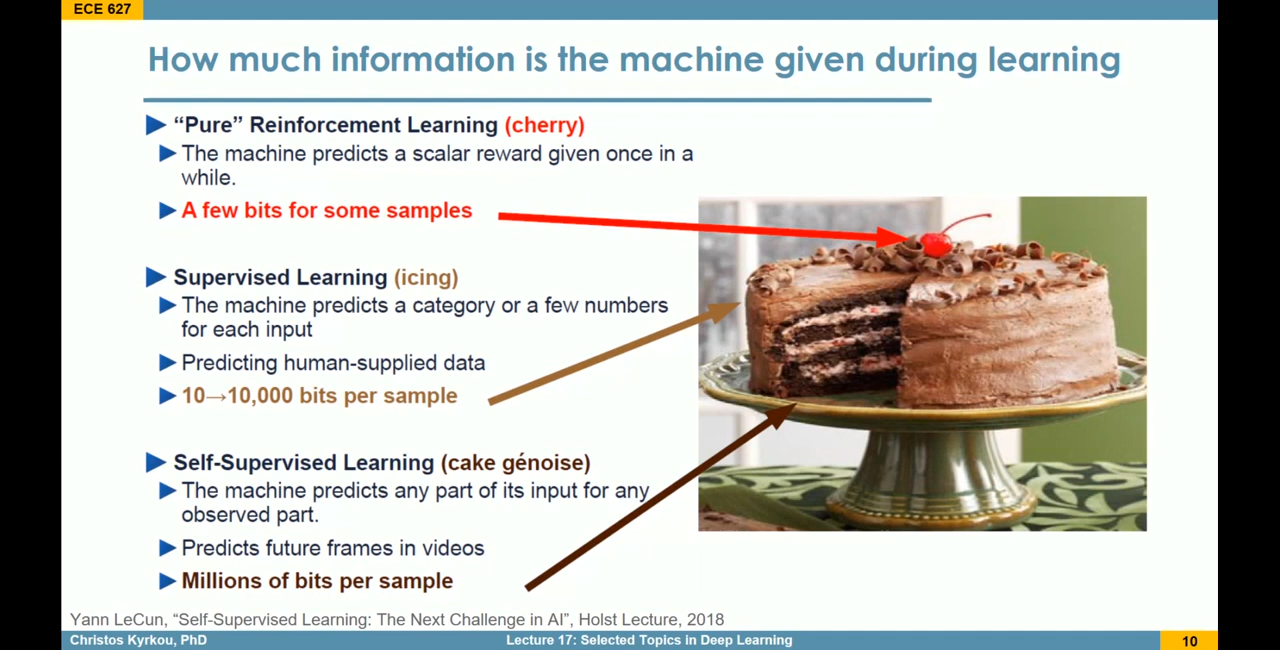 ECE 627
How much information is the machine given during learning
“Pure” Reinforcement Learning (cherry)
The machine predicts a scalar reward given once in a
while.
A few bits for some samples
Supervised Learning (icing)
The machine predicts a category or a few numbers
for each input
Predicting human-supplied data
10→10,000 bits per sample
Self-Supervised Learning (cake génoise)
The machine predicts any part of its input for any
observed part.
Predicts future frames in videos
Millions of bits per sample
Yann LeCun, “Self-Supervised Learning: The Next Challenge in AI”, Holst Lecture, 2018
Christos Kyrkou, PhD
Lecture 17: Selected Topics in Deep Learning
10